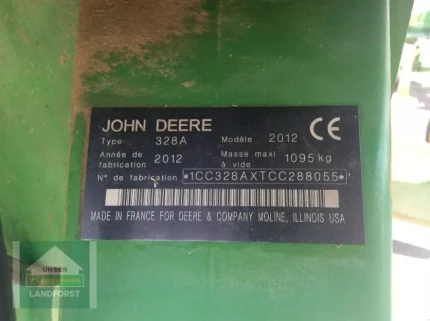 JOHN DEERE
Type 328A Modèle 2012 CE
Année de fabrication 2012 Masse maxi à vide 1095 kg
N° de fabrication *1CC328AXTCC288055*
MADE IN FRANCE FOR DEERE & COMPANY MOLINE, ILLINOIS USA
UNSER
LANDFORST